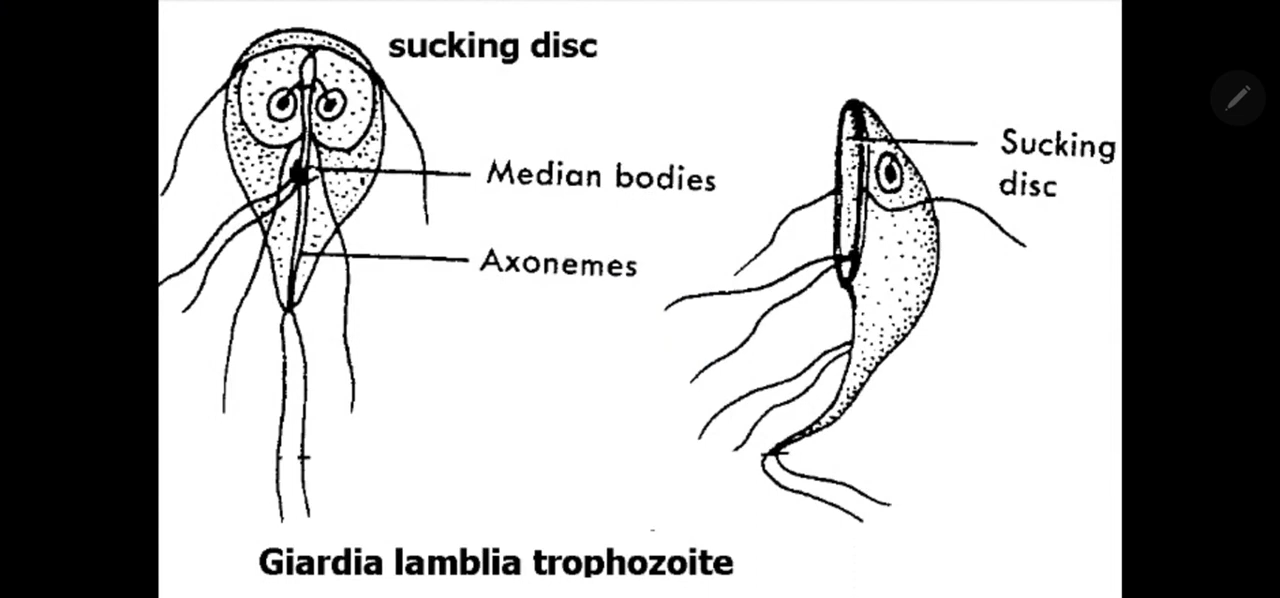 sucking disc
Median bodies
Axonemes
Sucking
disc
Giardia lamblia trophozoite